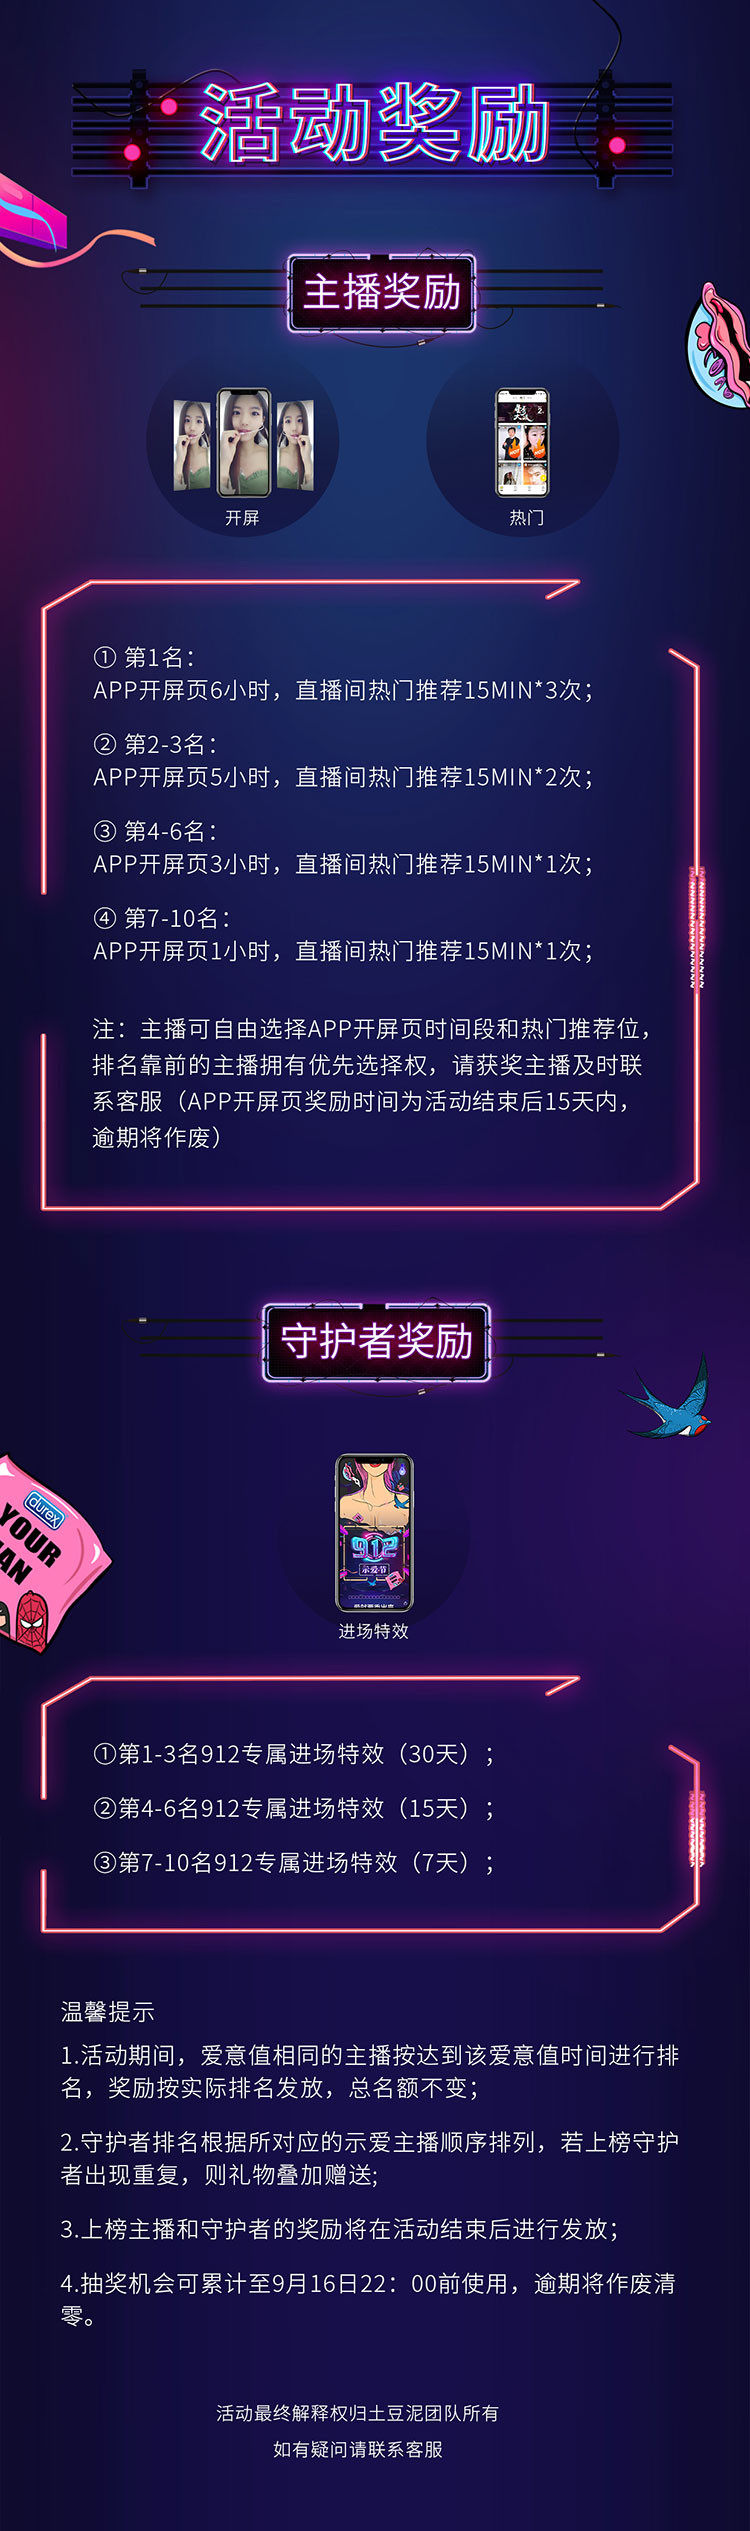 活动奖励
主播奖励
开屏
热门
① 第1名：
APP开屏页6小时，直播间热门推荐15MIN*3次；
② 第2-3名：
APP开屏页5小时，直播间热门推荐15MIN*2次；
③ 第4-6名：
APP开屏页3小时，直播间热门推荐15MIN*1次；
④ 第7-10名：
APP开屏页1小时，直播间热门推荐15MIN*1次；
注：主播可自由选择APP开屏页时间段和热门推荐位，
排名靠前的主播拥有优先选择权，请获奖主播及时联
系客服（APP开屏页奖励时间为活动结束后15天内，
逾期将作废）
守护者奖励
durex
YOUR
912
示爱节
进场特效
①第1-3名912专属进场特效（30天）；
②第4-6名912专属进场特效（15天）；
③第7-10名912专属进场特效（7天）；
温馨提示
1.活动期间，爱意值相同的主播按达到该爱意值时间进行排
名，奖励按实际排名发放，总名额不变；
2.守护者排名根据所对应的示爱主播顺序排列，若上榜守护
者出现重复，则礼物叠加赠送;
3.上榜主播和守护者的奖励将在活动结束后进行发放；
4.抽奖机会可累计至9月16日22：00前使用，逾期将作废清
零。
活动最终解释权归土豆泥团队所有
如有疑问请联系客服